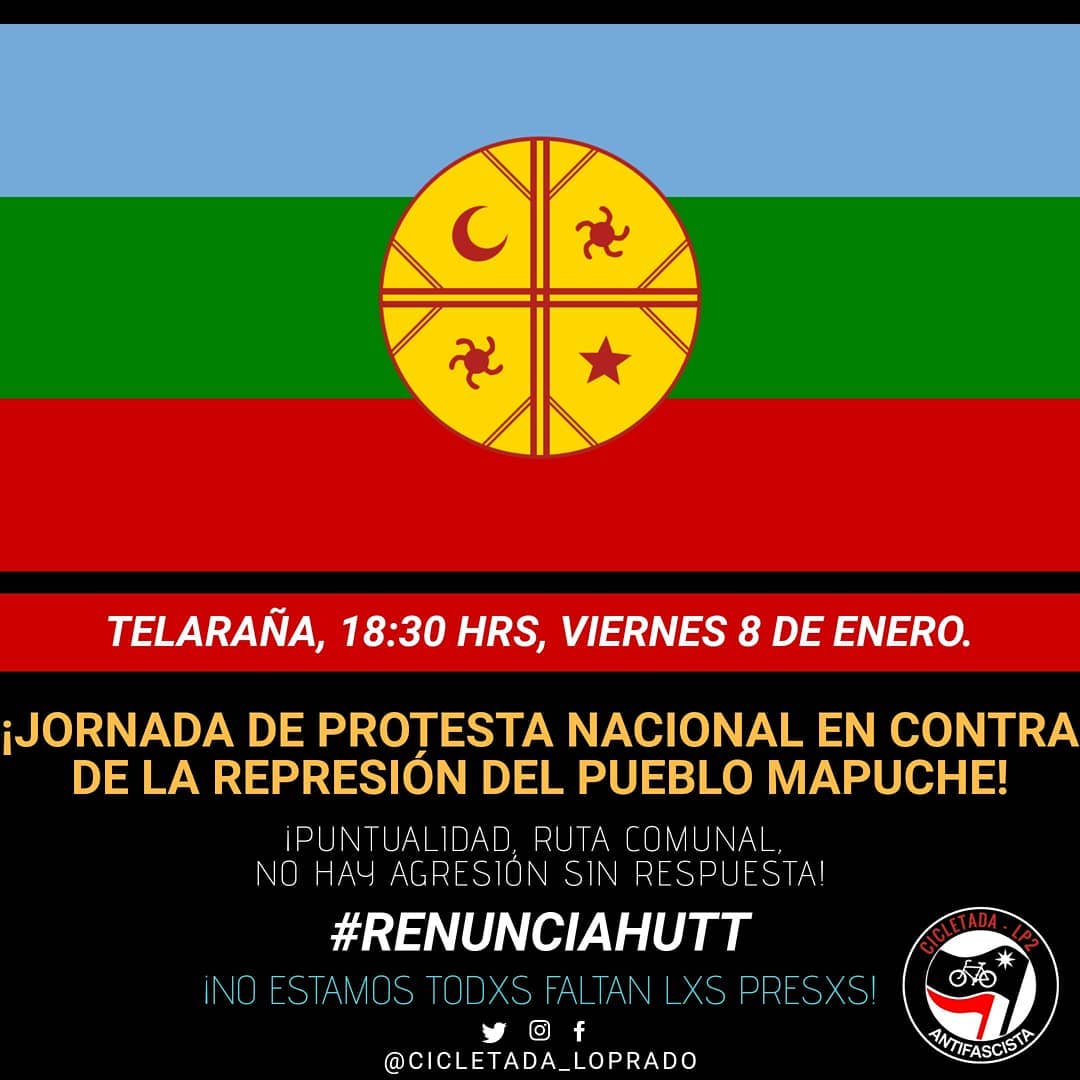 TELARAÑA, 18:30 HRS, VIERNES 8 DE ENERO.
¡JORNADA DE PROTESTA NACIONAL EN CONTRA
DE LA REPRESIÓN DEL PUEBLO MAPUCHE!
¡PUNTUALIDAD, RUTA COMUNAL,
NO HAY AGRESIÓN SIN RESPUESTA!
#RENUNCIAHUTT
¡NO ESTAMOS TODXS FALTAN LXS PRESXS!
@CICLETADA_LOPRADO
CICLETADA - LP2
ANTIFASCISTA